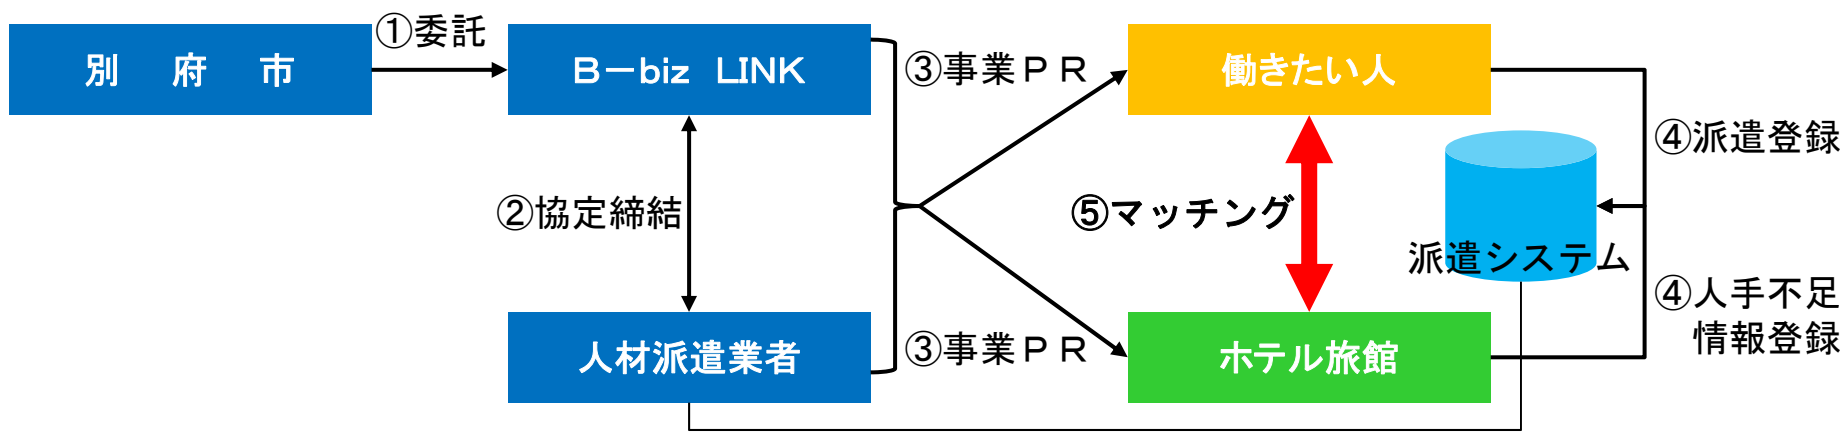 別　府　市
①委託
Ｂ－biz　LINK
③事業ＰＲ
働きたい人
④派遣登録
②協定締結
⑤マッチング
派遣システム
④人手不足
情報登録
人材派遣業者
③事業ＰＲ
ホテル旅館